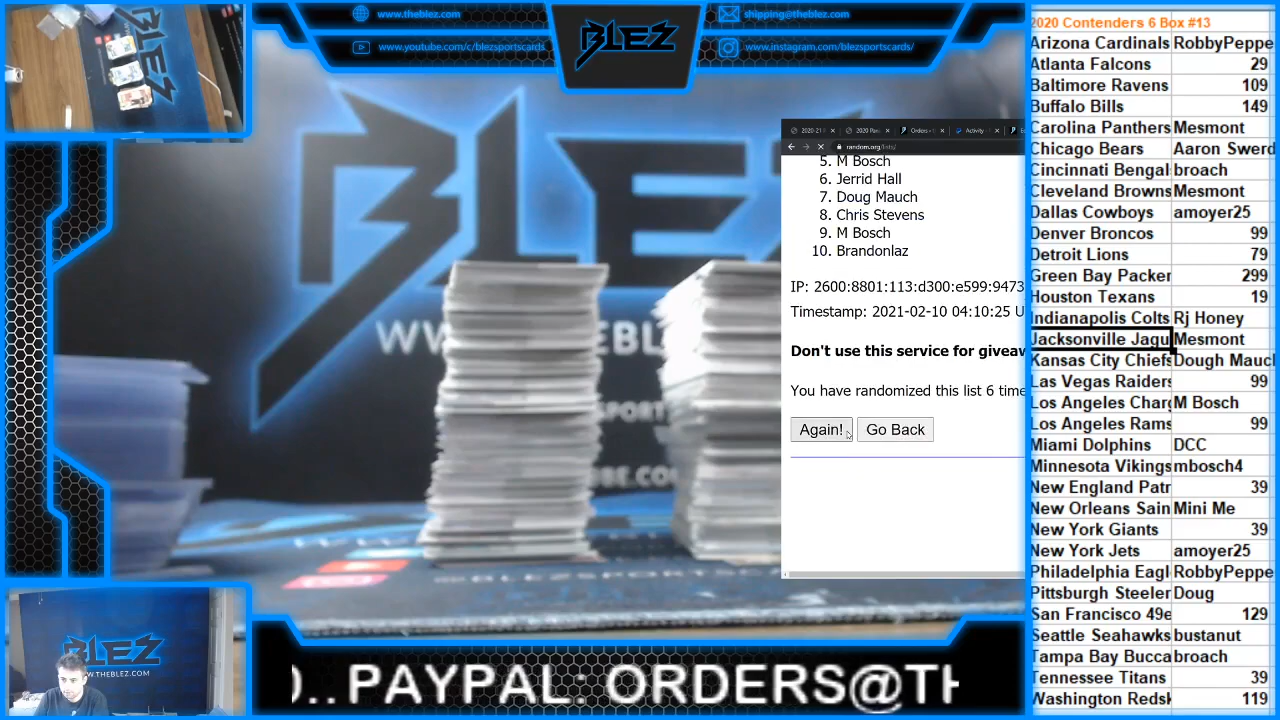 www.theblez.com
shipping@theblez.com
www.youtube.com/c/blezsportscards
www.instagram.com/blezsportscards/
BLEZ
random.org/lists/
5. M Bosch
6. Jerrid Hall
7. Doug Mauch
8. Chris Stevens
9. M Bosch
10. Brandonlaz
IP: 2600:8801:113:d300:e599:9473
Timestamp: 2021-02-10 04:10:25 U
Don't use this service for giveaw
You have randomized this list 6 time
Again! Go Back
2020 Contenders 6 Box #13
Arizona Cardinals RobbyPeppe
Atlanta Falcons 29
Baltimore Ravens 109
Buffalo Bills 149
Carolina Panthers Mesmont
Chicago Bears Aaron Swerd
Cincinnati Bengal broach
Cleveland Browns Mesmont
Dallas Cowboys amoyer25
Denver Broncos 99
Detroit Lions 79
Green Bay Packer 299
Houston Texans 19
Indianapolis Colts Rj Honey
Jacksonville Jagu Mesmont
Kansas City Chiefs Dough Mauc
Las Vegas Raiders 99
Los Angeles Charg M Bosch
Los Angeles Rams 99
Miami Dolphins DCC
Minnesota Vikings mbosch4
New England Patr 39
New Orleans Sain Mini Me
New York Giants 39
New York Jets amoyer25
Philadelphia Eagl RobbyPeppe
Pittsburgh Steeler Doug
San Francisco 49e 129
Seattle Seahawks bustanut
Tampa Bay Bucca broach
Tennessee Titans 39
Washington Redsk 119
BLEZ
WWW.THEBLEZ.COM
).. PAYPAL: ORDERS@TH